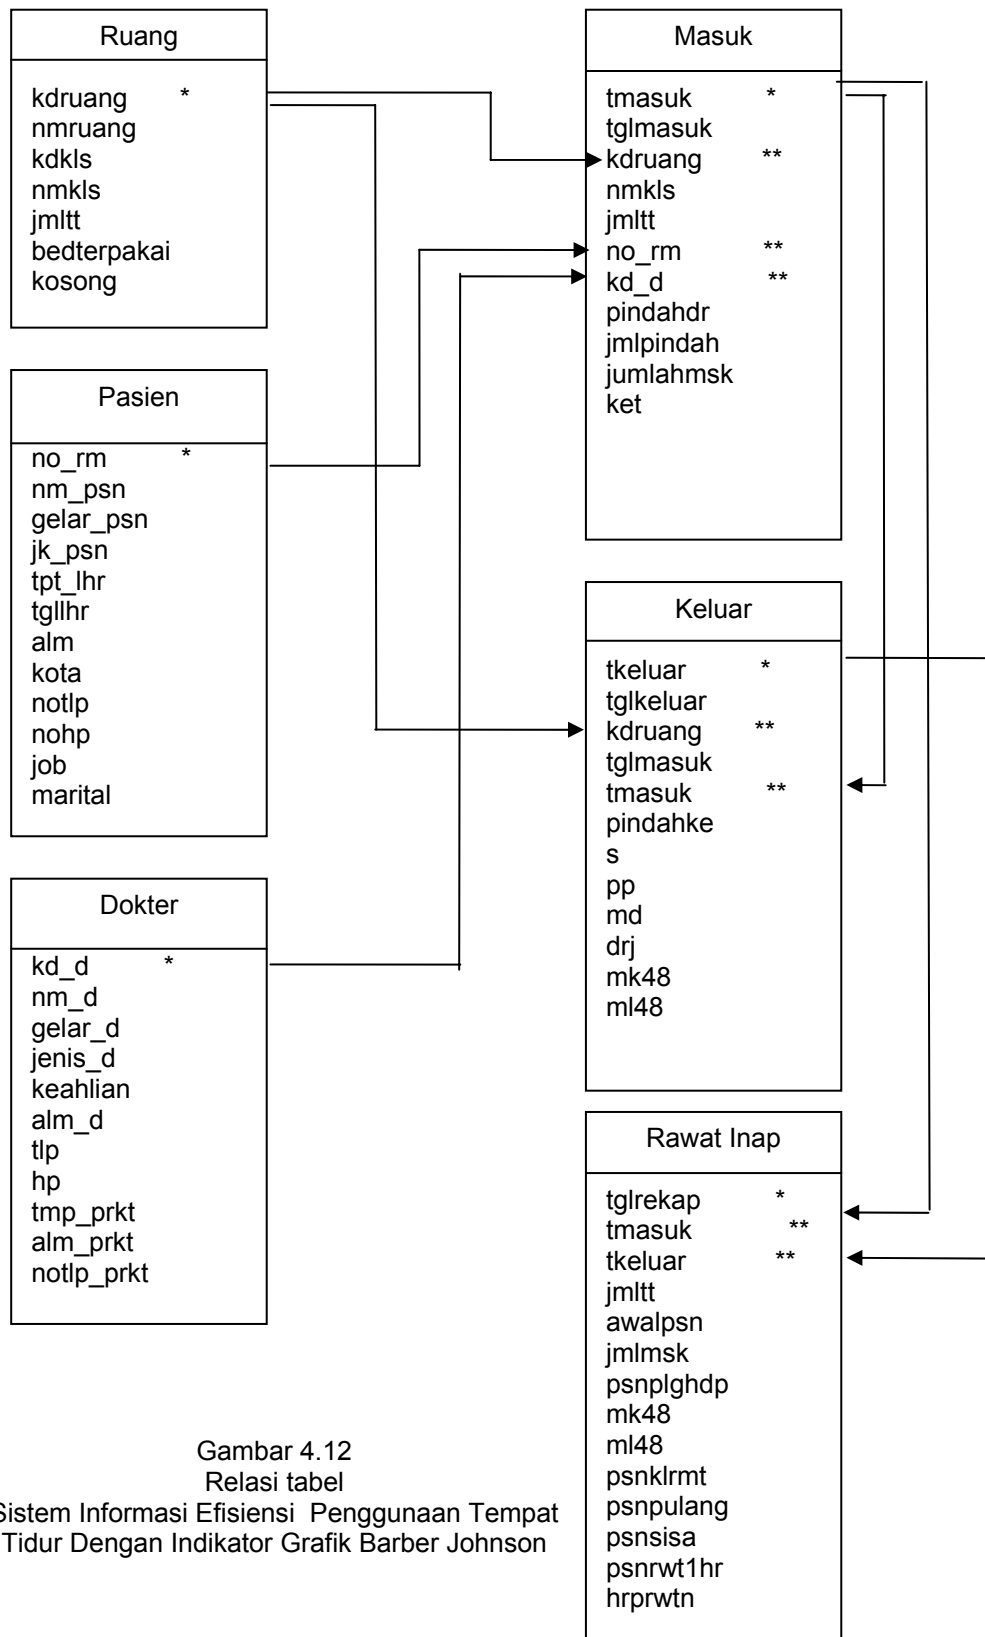 Ruang
kdruang *
nmruang
kdkls
nmkls
jmltt
bedterpakai
kosong
Pasien
no_rm *
nm_psn
gelar_psn
jk_psn
tpt_lhr
tgllhr
alm
kota
notlp
nohp
job
marital
Dokter
kd_d *
nm_d
gelar_d
jenis_d
keahlian
alm_d
tlp
hp
tmp_prkt
alm_prkt
notlp_prkt
Masuk
tmasuk *
tglmasuk
kdruang **
nmkls
jmltt
no_rm **
kd_d **
pindahdr
jmlpindah
jumlahmsk
ket
Keluar
tkeluar *
tglkeluar
kdruang **
tglmasuk
tmasuk **
pindahke
s
pp
md
drj
mk48
ml48
Rawat Inap
tglrekap *
tmasuk **
tkeluar **
jmltt
awalpsn
jmlmsk
psnplghdp
mk48
ml48
psnklrmt
psnpulang
psnsisa
psnrwt1hr
hrprwtn
Gambar 4.12
Relasi tabel
Sistem Informasi Efisiensi Penggunaan Tempat
Tidur Dengan Indikator Grafik Barber Johnson